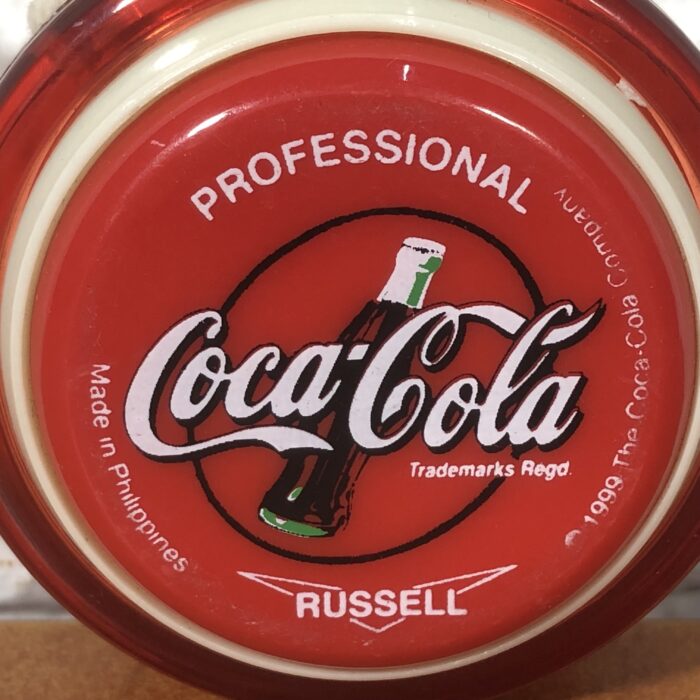 PROFESSIONAL
Coca-Cola
Trademarks Regd.
Made in Philippines
© 1999 The Coca-Cola Company
RUSSELL